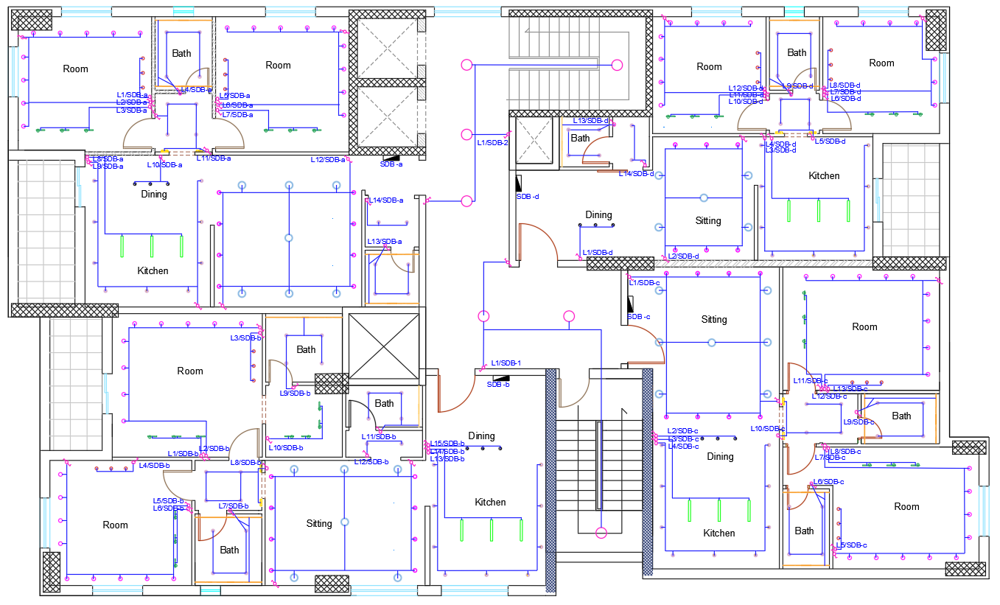 Room
Bath
Room
L4/SDB-a
L1/SDB-a
L2/SDB-a
L3/SDB-a
L5/SDB-a
L6/SDB-a
L7/SDB-a
L8/SDB-a
L9/SDB-a
L10/SDB-a
L11/SDB-a
L12/SDB-a
SDB -a
Dining
Kitchen
L14/SDB-a
L13/SDB-a
L1/SDB-2
Room
Bath
Room
L12/SDB-d
L11/SDB-d
L10/SDB-d
L9/SDB-d
L8/SDB-d
L7/SDB-d
L6/SDB-d
L13/SDB-d
Bath
L14/SDB-d
L4/SDB-d
L3/SDB-d
L5/SDB-d
SDB -d
Kitchen
Dining
Sitting
L1/SDB-d
L2/SDB-d
L3/SDB-b
Room
Bath
L9/SDB-b
L1/SDB-1
SDB -b
Bath
L11/SDB-b
L10/SDB-b
L12/SDB-b
L1/SDB-b
L2/SDB-b
L4/SDB-b
L8/SDB-b
L5/SDB-b
L6/SDB-b
L7/SDB-b
Room
Bath
Sitting
Dining
L15/SDB-b
L14/SDB-b
L13/SDB-b
Kitchen
L1/SDB-c
SDB -c
Sitting
Room
L11/SDB-c
L13/SDB-c
L12/SDB-c
L9/SDB-c
Bath
L10/SDB-c
L2/SDB-c
L3/SDB-c
L4/SDB-c
Dining
Kitchen
L8/SDB-c
L7/SDB-c
L6/SDB-c
Room
Bath
L5/SDB-c